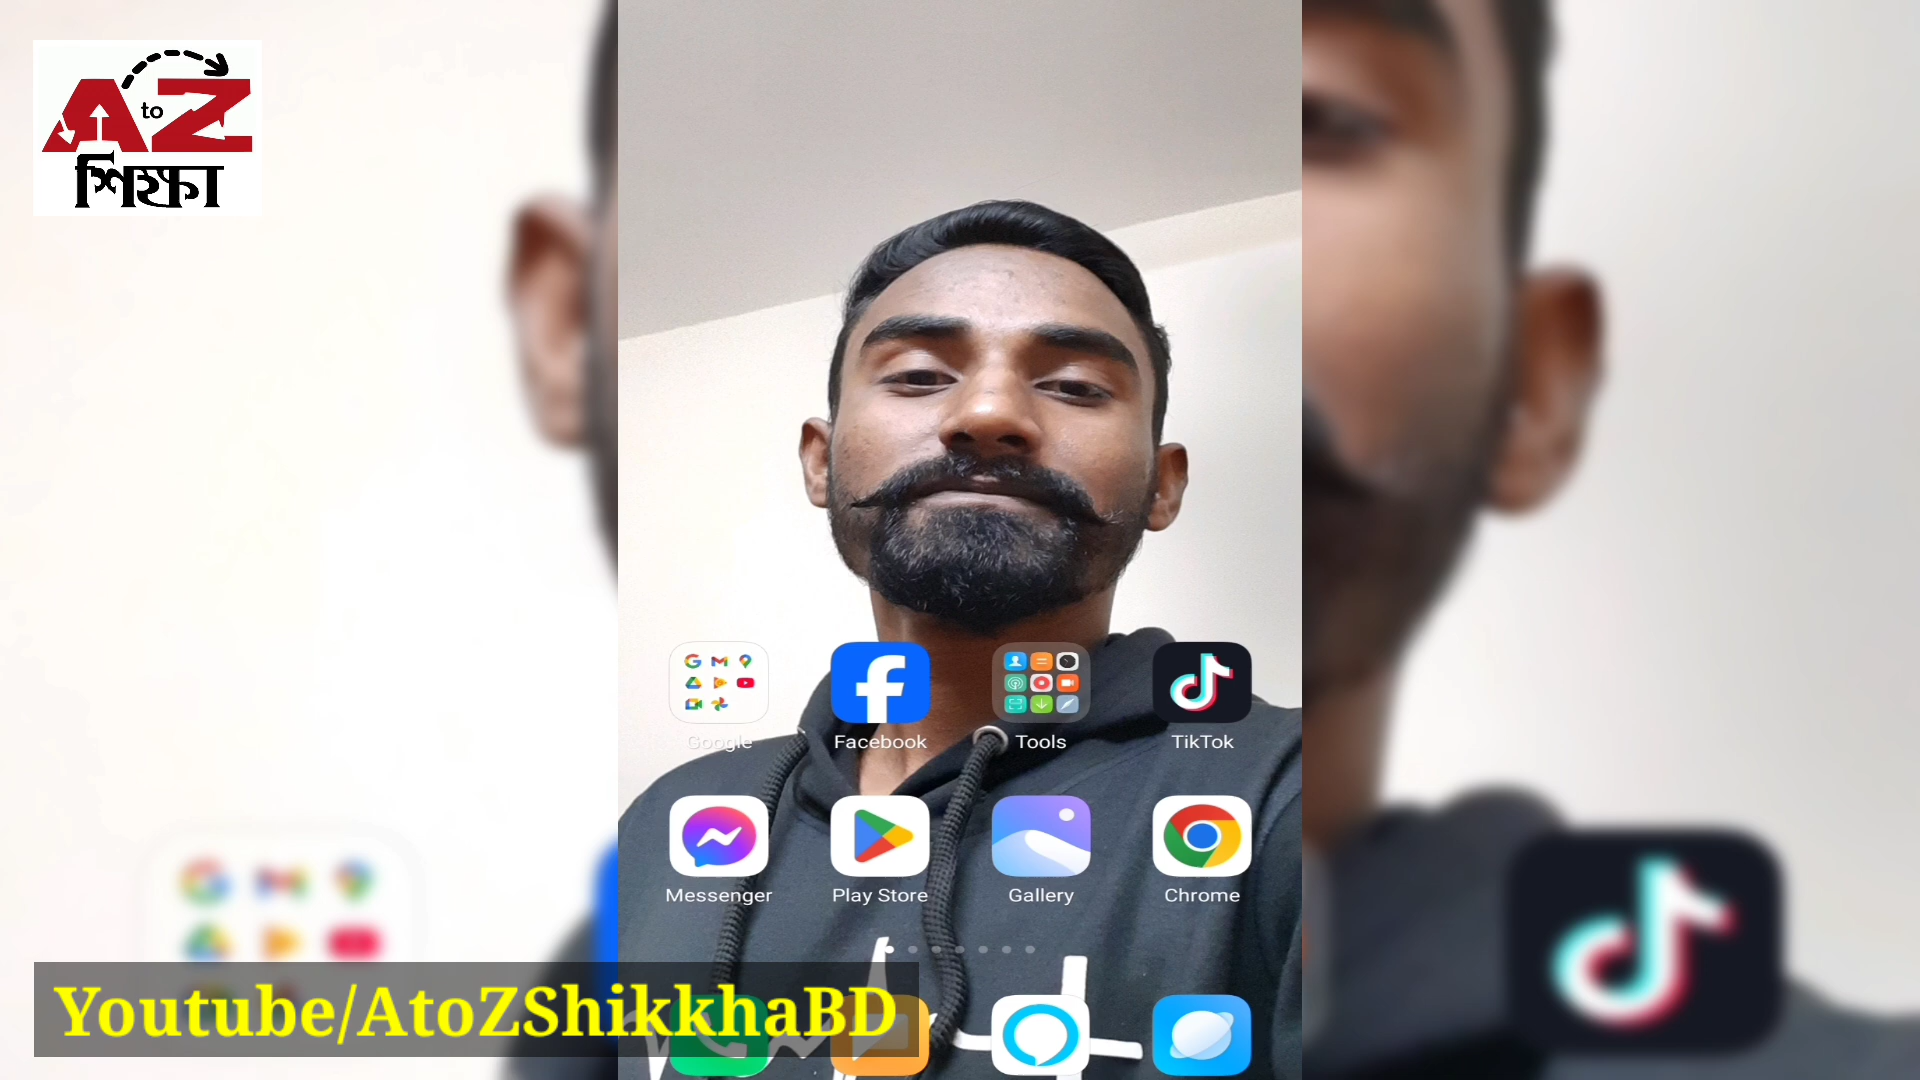 A to Z
শিক্ষা
Google Facebook Tools TikTok
Messenger Play Store Gallery Chrome
Youtube/AtoZShikkhaBD